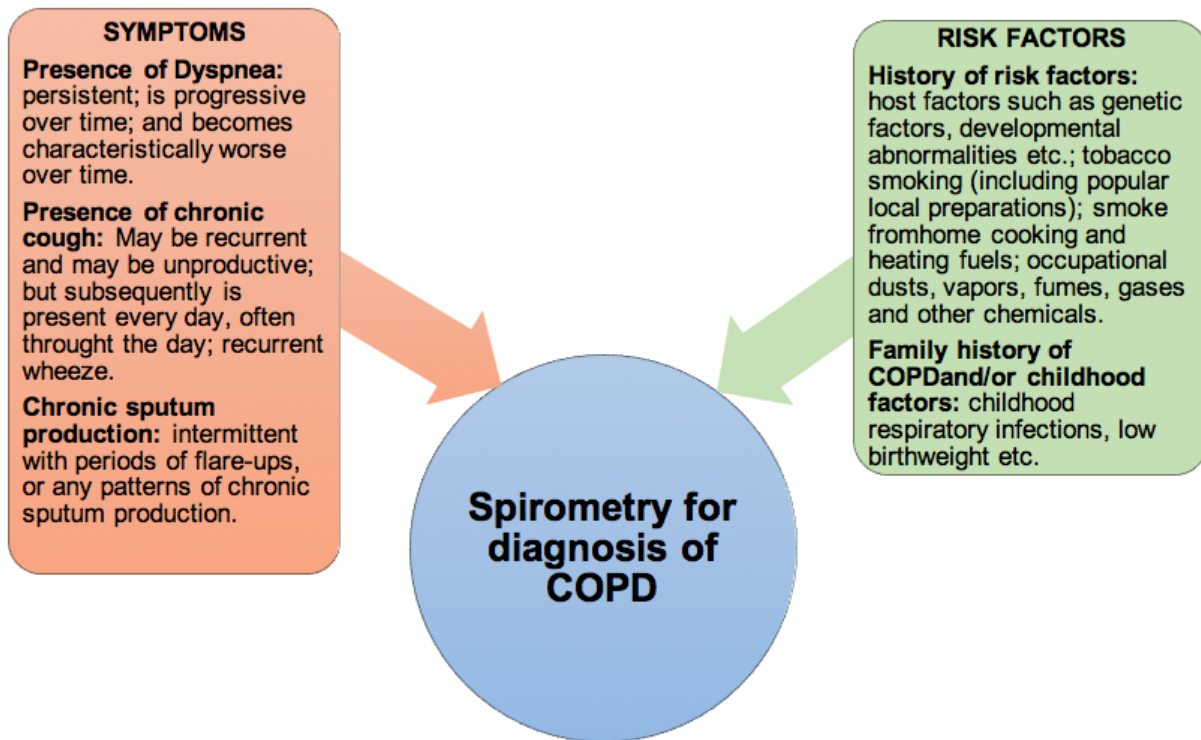 SYMPTOMS
Presence of Dyspnea:
persistent; is progressive
over time; and becomes
characteristically worse
over time.
Presence of chronic
cough: May be recurrent
and may be unproductive;
but subsequently is
present every day, often
throught the day; recurrent
wheeze.
Chronic sputum
production: intermittent
with periods of flare-ups,
or any patterns of chronic
sputum production.
RISK FACTORS
History of risk factors:
host factors such as genetic
factors, developmental
abnormalities etc.; tobacco
smoking (including popular
local preparations); smoke
fromhome cooking and
heating fuels; occupational
dusts, vapors, fumes, gases
and other chemicals.
Family history of
COPDand/or childhood
factors: childhood
respiratory infections, low
birthweight etc.
Spirometry for
diagnosis of
COPD